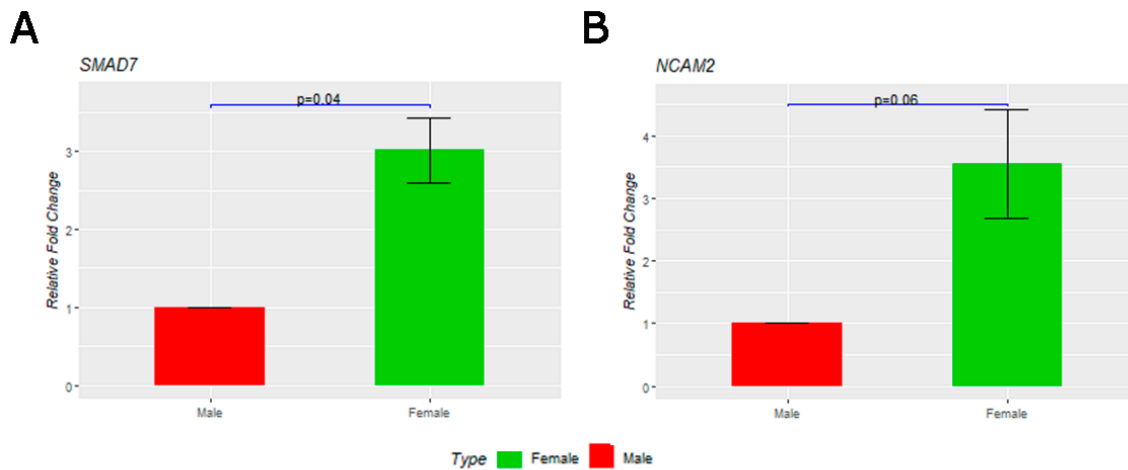 A
SMAD7
p=0.04
Relative Fold Change
3
2
1
0
Male
Female
B
NCAM2
p=0.06
Relative Fold Change
4
3
2
1
0
Male
Female
Type Female Male